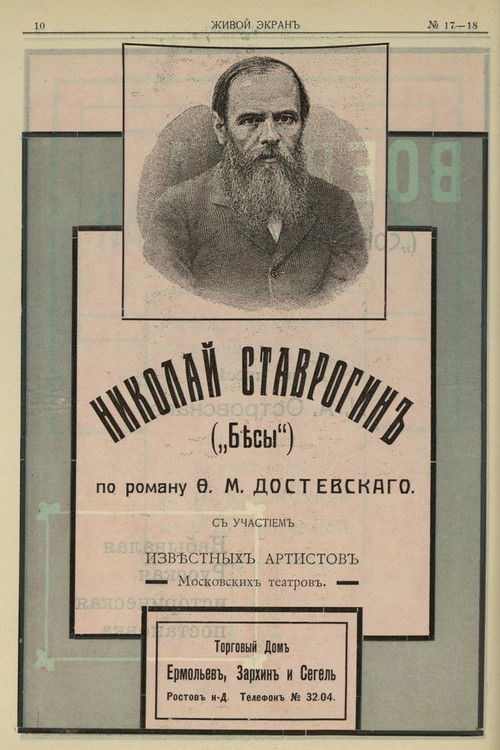 10
ЖИВОЙ ЭКРАНЪ
№ 17—18
НИКОЛАЙ СТАВРОГИНЪ
(„Бѣсы“)
по роману Ѳ. М. ДОСТЕВСКАГО.
СЪ УЧАСТІЕМЪ
ИЗВѢСТНЫХЪ АРТИСТОВЪ
Московскихъ театровъ.
Торговый Домъ
Ермольевъ, Зархинъ и Сегель
Ростовъ н-Д. Телефонъ № 32.04.